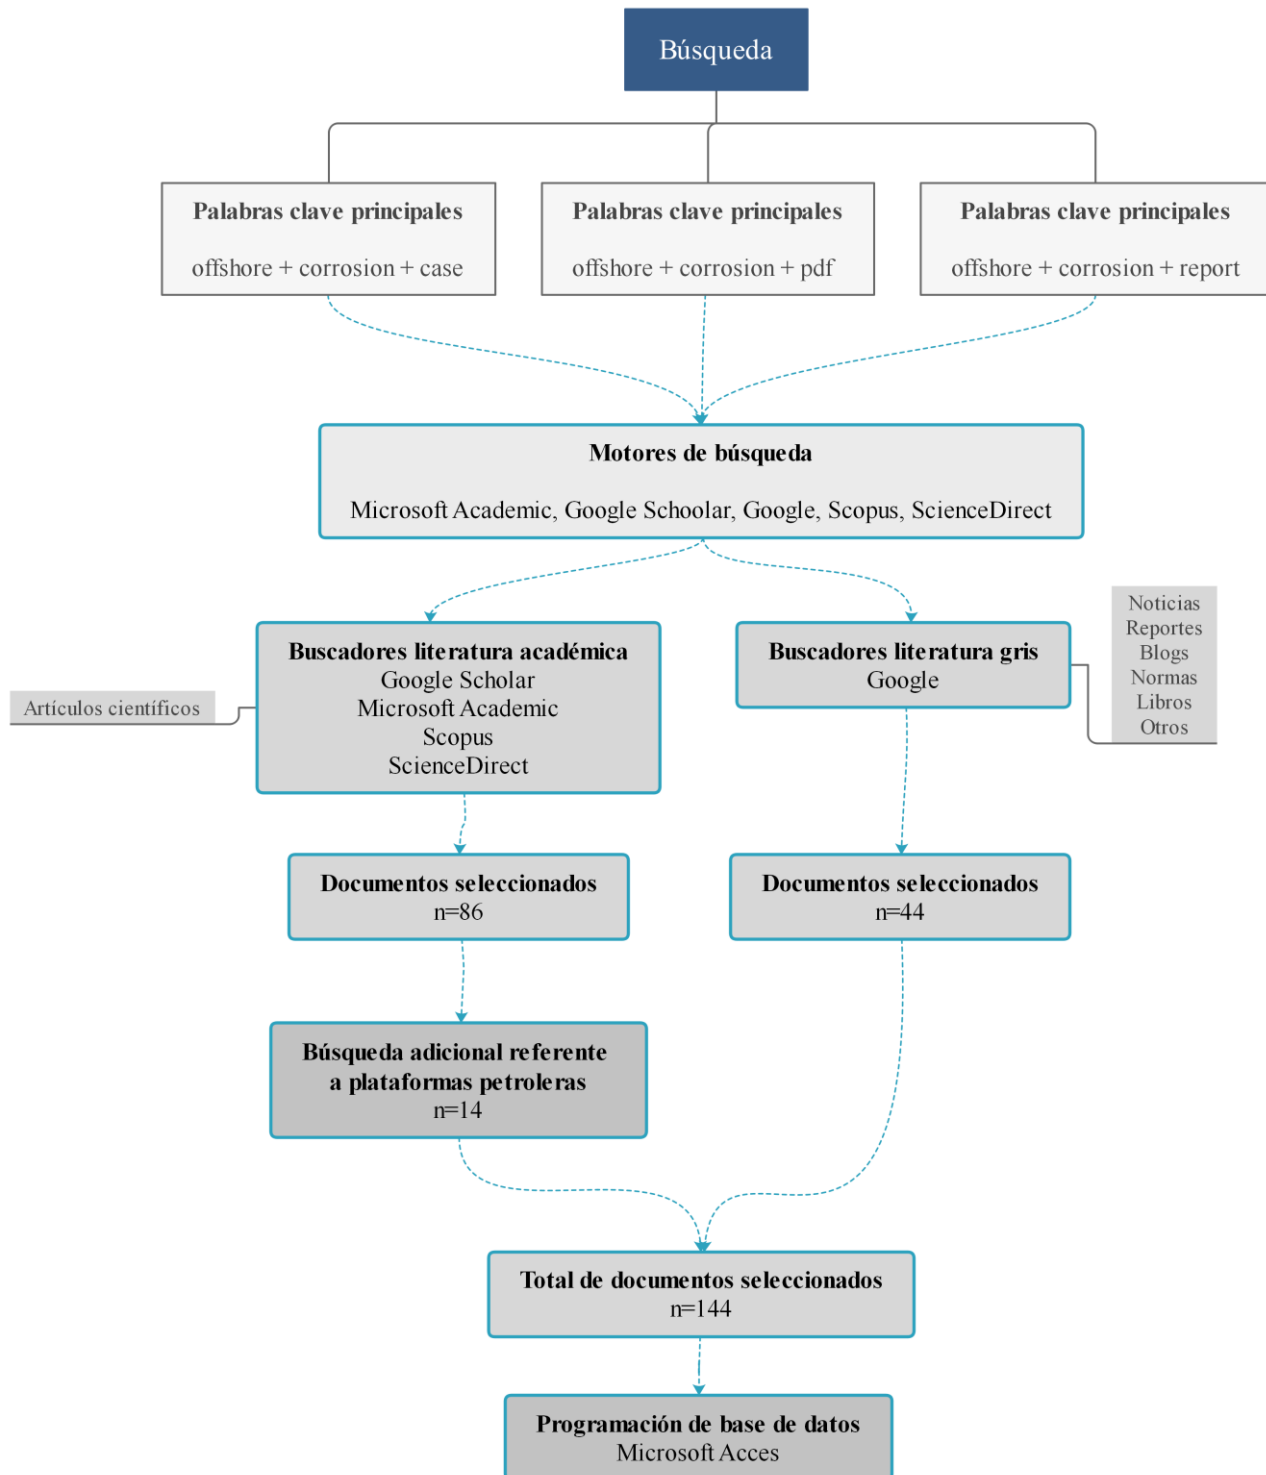 Búsqueda
Palabras clave principales
offshore + corrosion + case
Palabras clave principales
offshore + corrosion + pdf
Palabras clave principales
offshore + corrosion + report
Motores de búsqueda
Microsoft Academic, Google Schoolar, Google, Scopus, ScienceDirect
Artículos científicos
Buscadores literatura académica
Google Scholar
Microsoft Academic
Scopus
ScienceDirect
Buscadores literatura gris
Google
Noticias
Reportes
Blogs
Normas
Libros
Otros
Documentos seleccionados
n=86
Documentos seleccionados
n=44
Búsqueda adicional referente
a plataformas petroleras
n=14
Total de documentos seleccionados
n=144
Programación de base de datos
Microsoft Acces